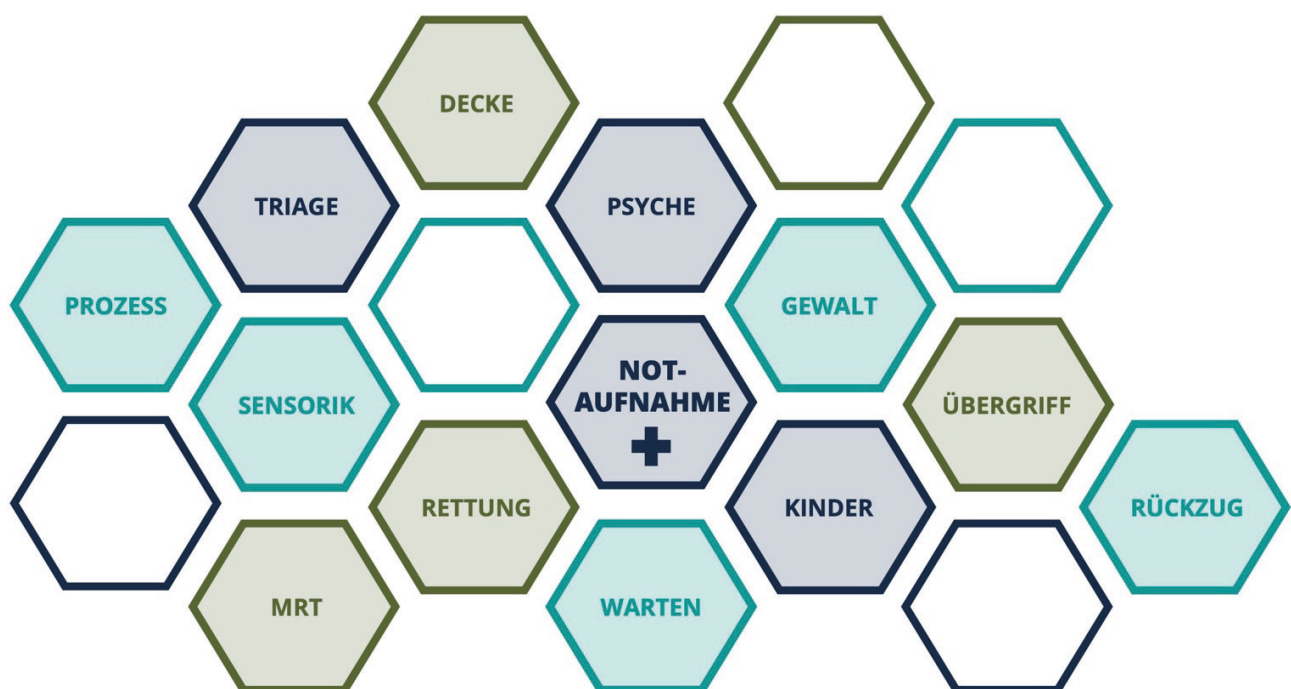 DECKE
TRIAGE
PSYCHE
PROZESS
GEWALT
SENSORIK
NOT-
AUFNAHME
ÜBERGRIFF
RETTUNG
KINDER
RÜCKZUG
MRT
WARTEN